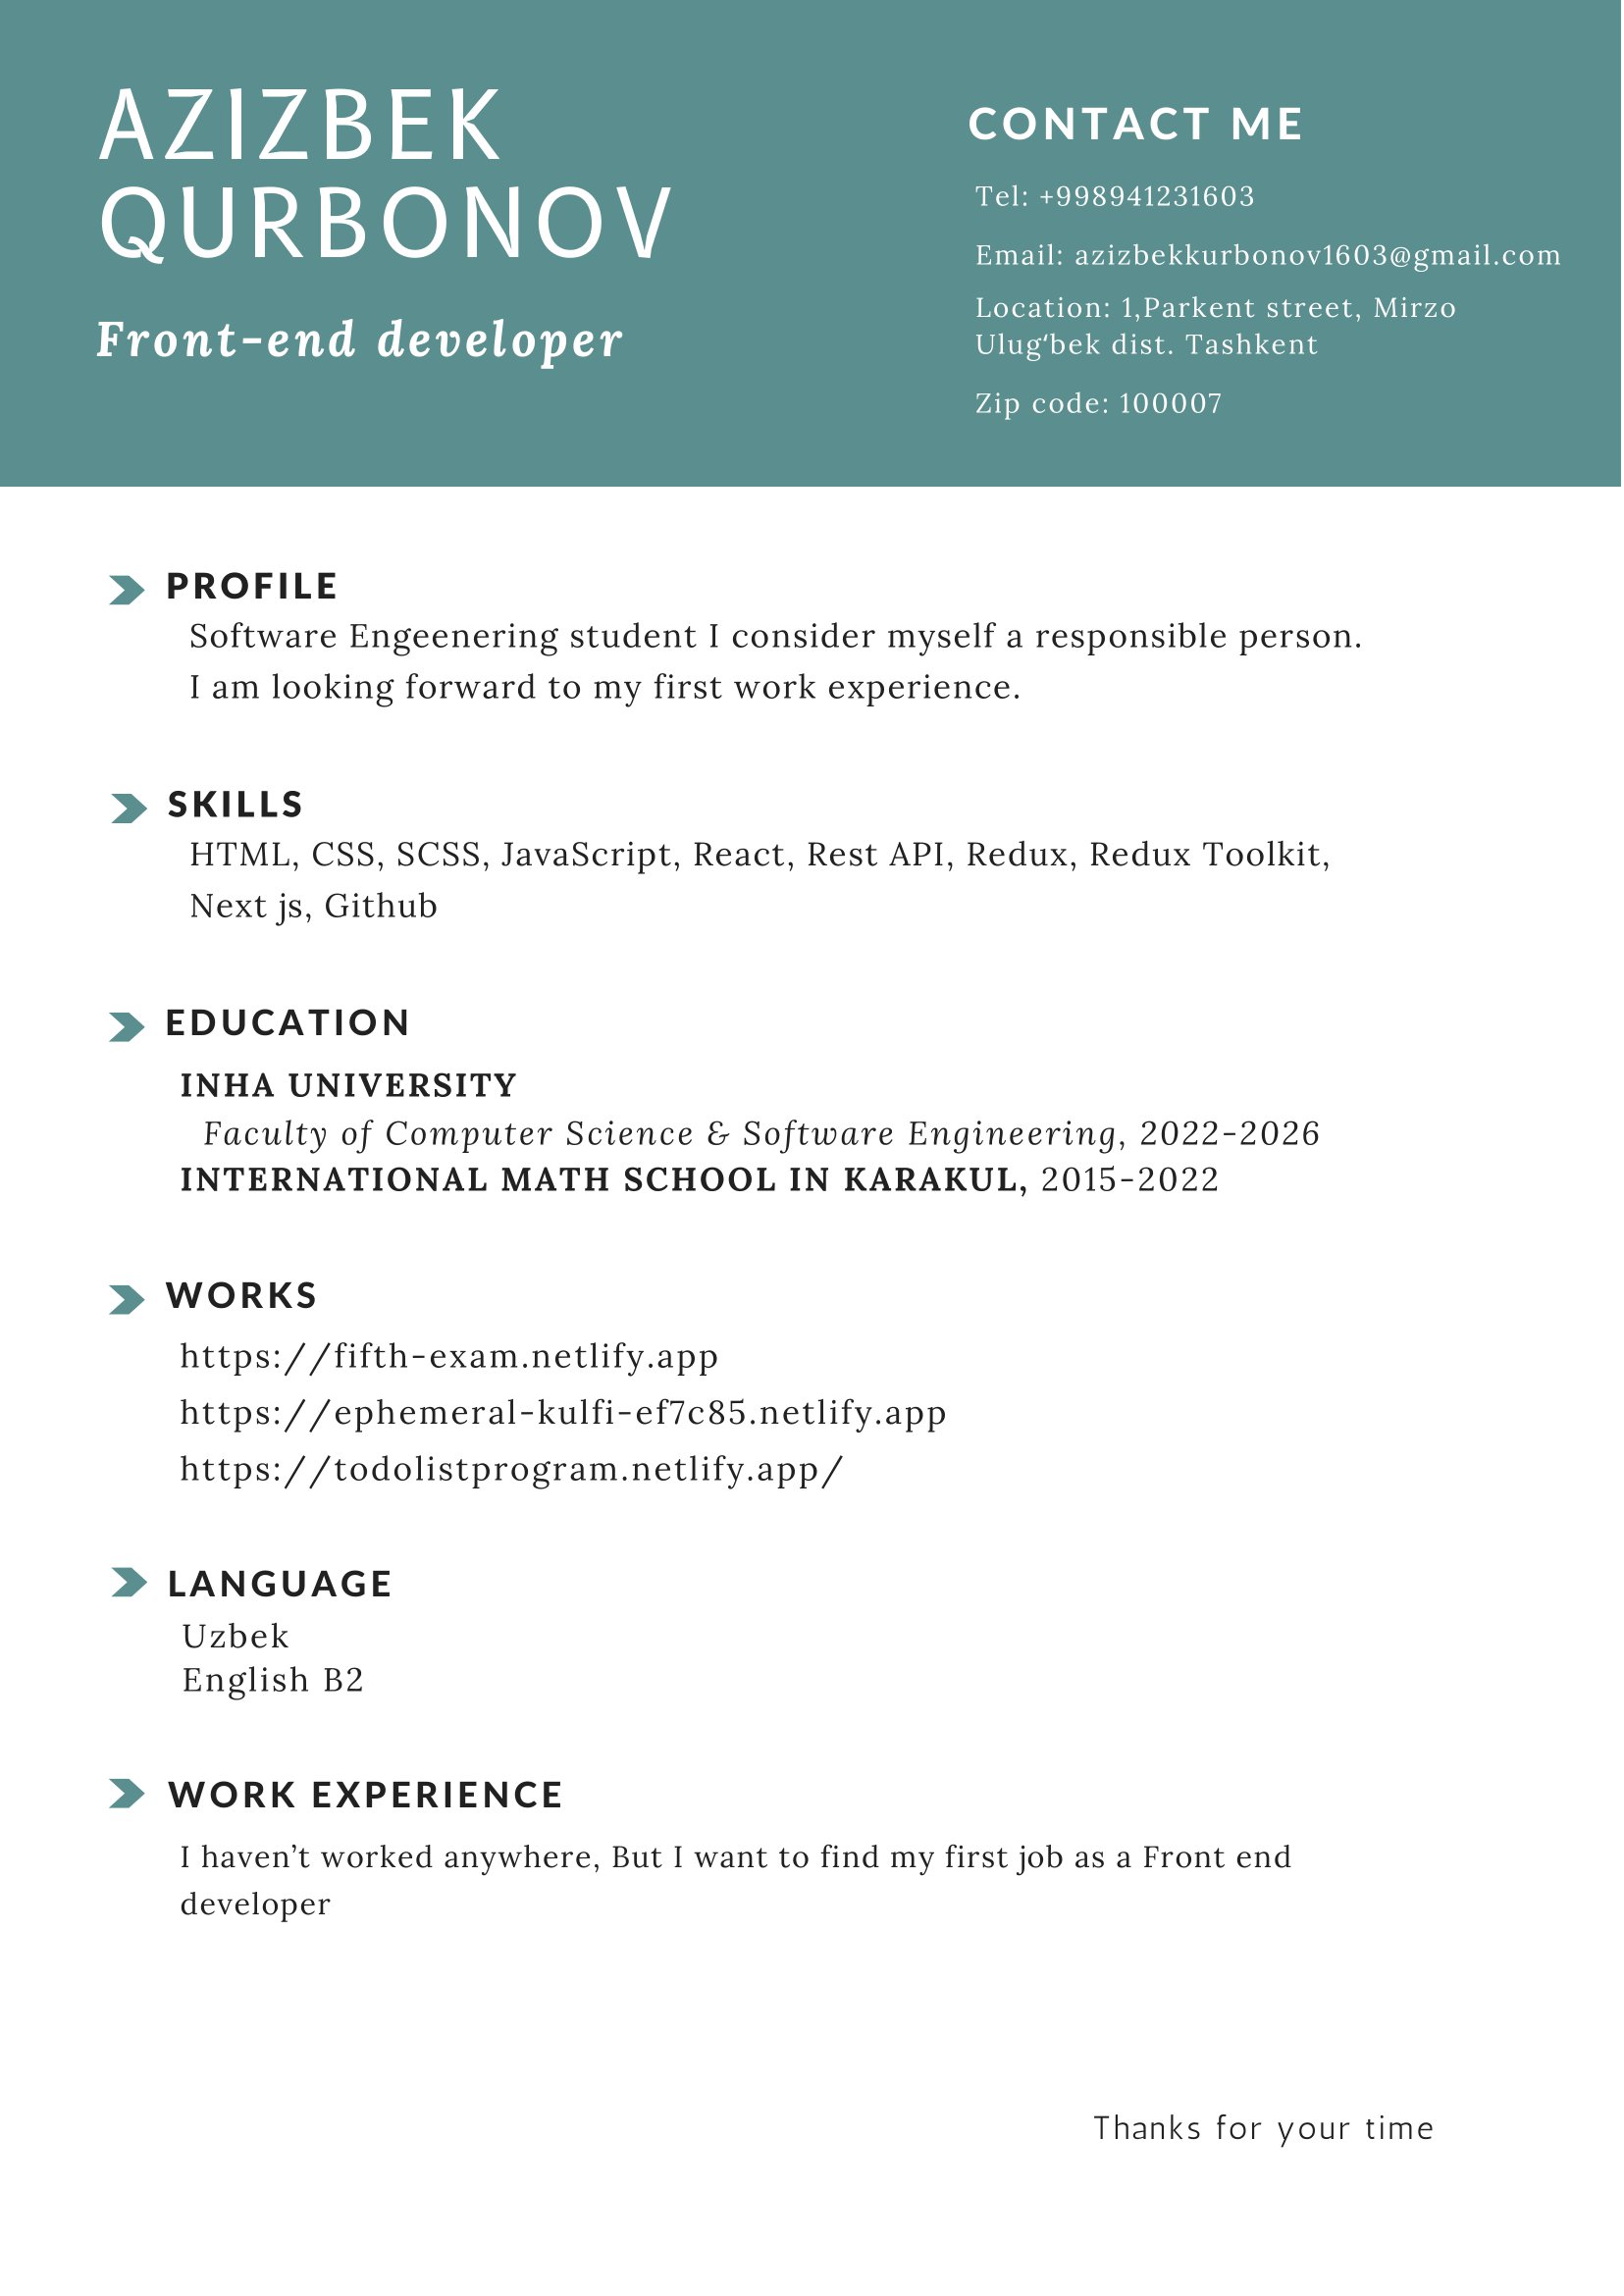 AZIZBEK
QURBONOV
Front-end developer
CONTACT ME
Tel: +998941231603
Email: azizbekkurbonov1603@gmail.com
Location: 1,Parkent street, Mirzo
Ulug‘bek dist. Tashkent
Zip code: 100007
PROFILE
Software Engeenering student I consider myself a responsible person.
I am looking forward to my first work experience.
SKILLS
HTML, CSS, SCSS, JavaScript, React, Rest API, Redux, Redux Toolkit,
Next js, Github
EDUCATION
INHA UNIVERSITY
Faculty of Computer Science & Software Engineering, 2022-2026
INTERNATIONAL MATH SCHOOL IN KARAKUL, 2015-2022
WORKS
https://fifth-exam.netlify.app
https://ephemeral-kulfi-ef7c85.netlify.app
https://todolistprogram.netlify.app/
LANGUAGE
Uzbek
English B2
WORK EXPERIENCE
I haven’t worked anywhere, But I want to find my first job as a Front end
developer
Thanks for your time